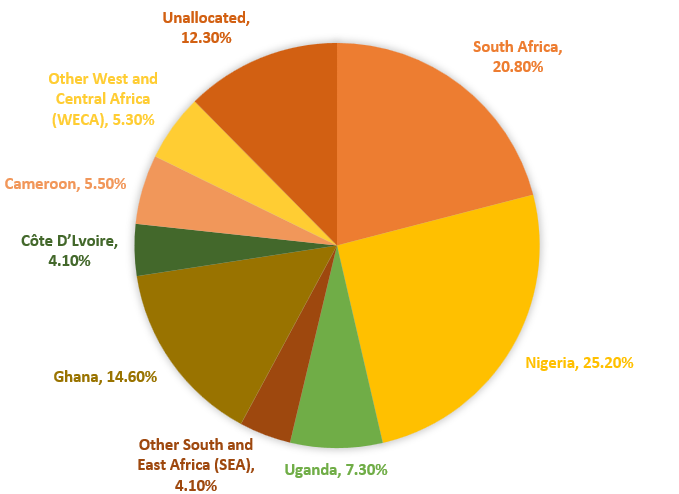 Unallocated,
12.30%
South Africa,
20.80%
Other West and
Central Africa
(WECA), 5.30%
Cameroon, 5.50%
Côte D’Lvoire,
4.10%
Nigeria, 25.20%
Ghana, 14.60%
Other South and
East Africa (SEA),
4.10%
Uganda, 7.30%